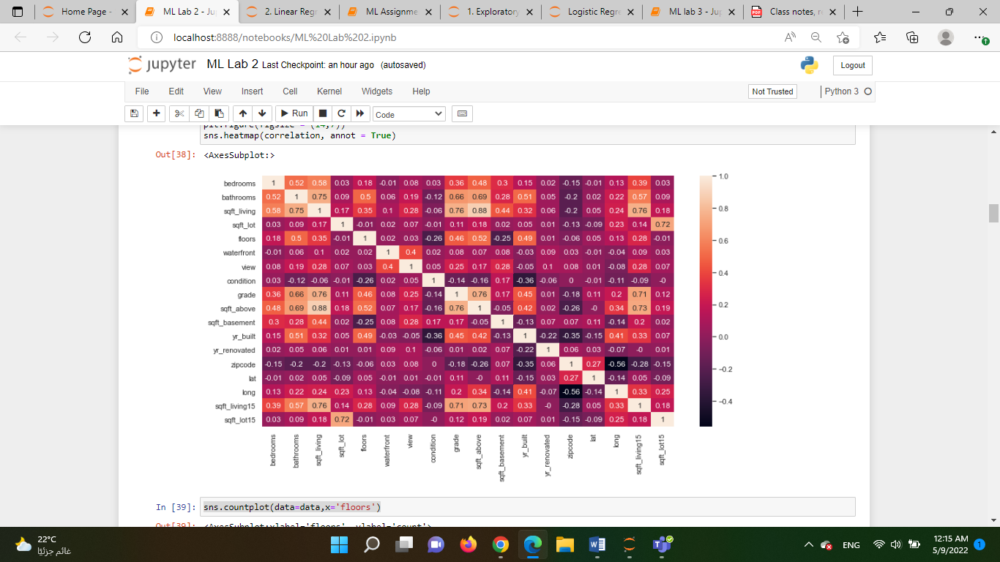 Home Page -
ML Lab 2 - Jup
2. Linear Regr
ML Assignme
1. Exploratory
Logistic Regre
ML lab 3 - Jup
PDF
Class notes, re
localhost:8888/notebooks/ML%20Lab%202.ipynb
jupyter ML Lab 2 Last Checkpoint: an hour ago (autosaved)
Logout
File Edit View Insert Cell Kernel Widgets Help
Not Trusted
Python 3
Run
Code
plt.figure(figsize = (14,7))
sns.heatmap(correlation, annot = True)
Out[38]: <AxesSubplot:>
bedrooms 1 0.52 0.58 0.03 0.18 -0.01 0.08 0.03 0.36 0.48 0.3 0.15 0.02 -0.15 -0.01 0.13 0.39 0.03
bathrooms 0.52 1 0.75 0.09 0.5 0.06 0.19 -0.12 0.66 0.69 0.28 0.51 0.05 -0.2 0.02 0.22 0.57 0.09
sqft_living 0.58 0.75 1 0.17 0.35 0.1 0.28 -0.06 0.76 0.88 0.44 0.32 0.06 -0.2 0.05 0.24 0.76 0.18
sqft_lot 0.03 0.09 0.17 1 -0.01 0.02 0.07 -0.01 0.11 0.18 0.02 0.05 0.01 -0.13 -0.09 0.23 0.14 0.72
floors 0.18 0.5 0.35 -0.01 1 0.02 0.03 -0.26 0.46 0.52 -0.25 0.49 0.01 -0.06 0.05 0.13 0.28 -0.01
waterfront -0.01 0.06 0.1 0.02 0.02 1 0.4 0.02 0.08 0.07 0.08 -0.03 0.09 0.03 -0.01 -0.04 0.09 0.03
view 0.08 0.19 0.28 0.07 0.03 0.4 1 0.05 0.25 0.17 0.28 -0.05 0.1 0.08 0.01 -0.08 0.28 0.07
condition 0.03 -0.12 -0.06 -0.01 -0.26 0.02 0.05 1 -0.14 -0.16 0.17 -0.36 -0.06 0 -0.01 -0.11 -0.09 -0
grade 0.36 0.66 0.76 0.11 0.46 0.08 0.25 -0.14 1 0.76 0.17 0.45 0.01 -0.18 0.11 0.2 0.71 0.12
sqft_above 0.48 0.69 0.88 0.18 0.52 0.07 0.17 -0.16 0.76 1 -0.05 0.42 0.02 -0.26 -0 0.34 0.73 0.19
sqft_basement 0.3 0.28 0.44 0.02 -0.25 0.08 0.28 0.17 0.17 -0.05 1 -0.13 0.07 0.07 0.11 -0.14 0.2 0.02
yr_built 0.15 0.51 0.32 0.05 0.49 -0.03 -0.05 -0.36 0.45 0.42 -0.13 1 -0.22 -0.35 -0.15 0.41 0.33 0.07
yr_renovated 0.02 0.05 0.06 0.01 0.01 0.09 0.1 -0.06 0.01 0.02 0.07 -0.22 1 0.06 0.03 -0.07 -0 0.01
zipcode -0.15 -0.2 -0.2 -0.13 -0.06 0.03 0.08 0 -0.18 -0.26 0.07 -0.35 0.06 1 0.27 -0.56 -0.28 -0.15
lat -0.01 0.02 0.05 -0.09 0.05 -0.01 0.01 -0.01 0.11 -0 0.11 -0.15 0.03 0.27 1 -0.14 0.05 -0.09
long 0.13 0.22 0.24 0.23 0.13 -0.04 -0.08 -0.11 0.2 0.34 -0.14 0.41 -0.07 -0.56 -0.14 1 0.33 0.25
sqft_living15 0.39 0.57 0.76 0.14 0.28 0.09 0.28 -0.09 0.71 0.73 0.2 0.33 -0 -0.28 0.05 0.33 1 0.18
sqft_lot15 0.03 0.09 0.18 0.72 -0.01 0.03 0.07 -0 0.12 0.19 0.02 0.07 0.01 -0.15 -0.09 0.25 0.18 1
bedrooms bathrooms sqft_living sqft_lot floors waterfront view condition grade sqft_above sqft_basement yr_built yr_renovated zipcode lat long sqft_living15 sqft_lot15
1.0
0.8
0.6
0.4
0.2
0.0
-0.2
-0.4
In [39]: sns.countplot(data=data,x='floors')
Out[39]: <AxesSubplot:xlabel='floors', ylabel='count'>
22°C
غائم جزئيًا
ENG
12:15 AM
5/9/2022
1